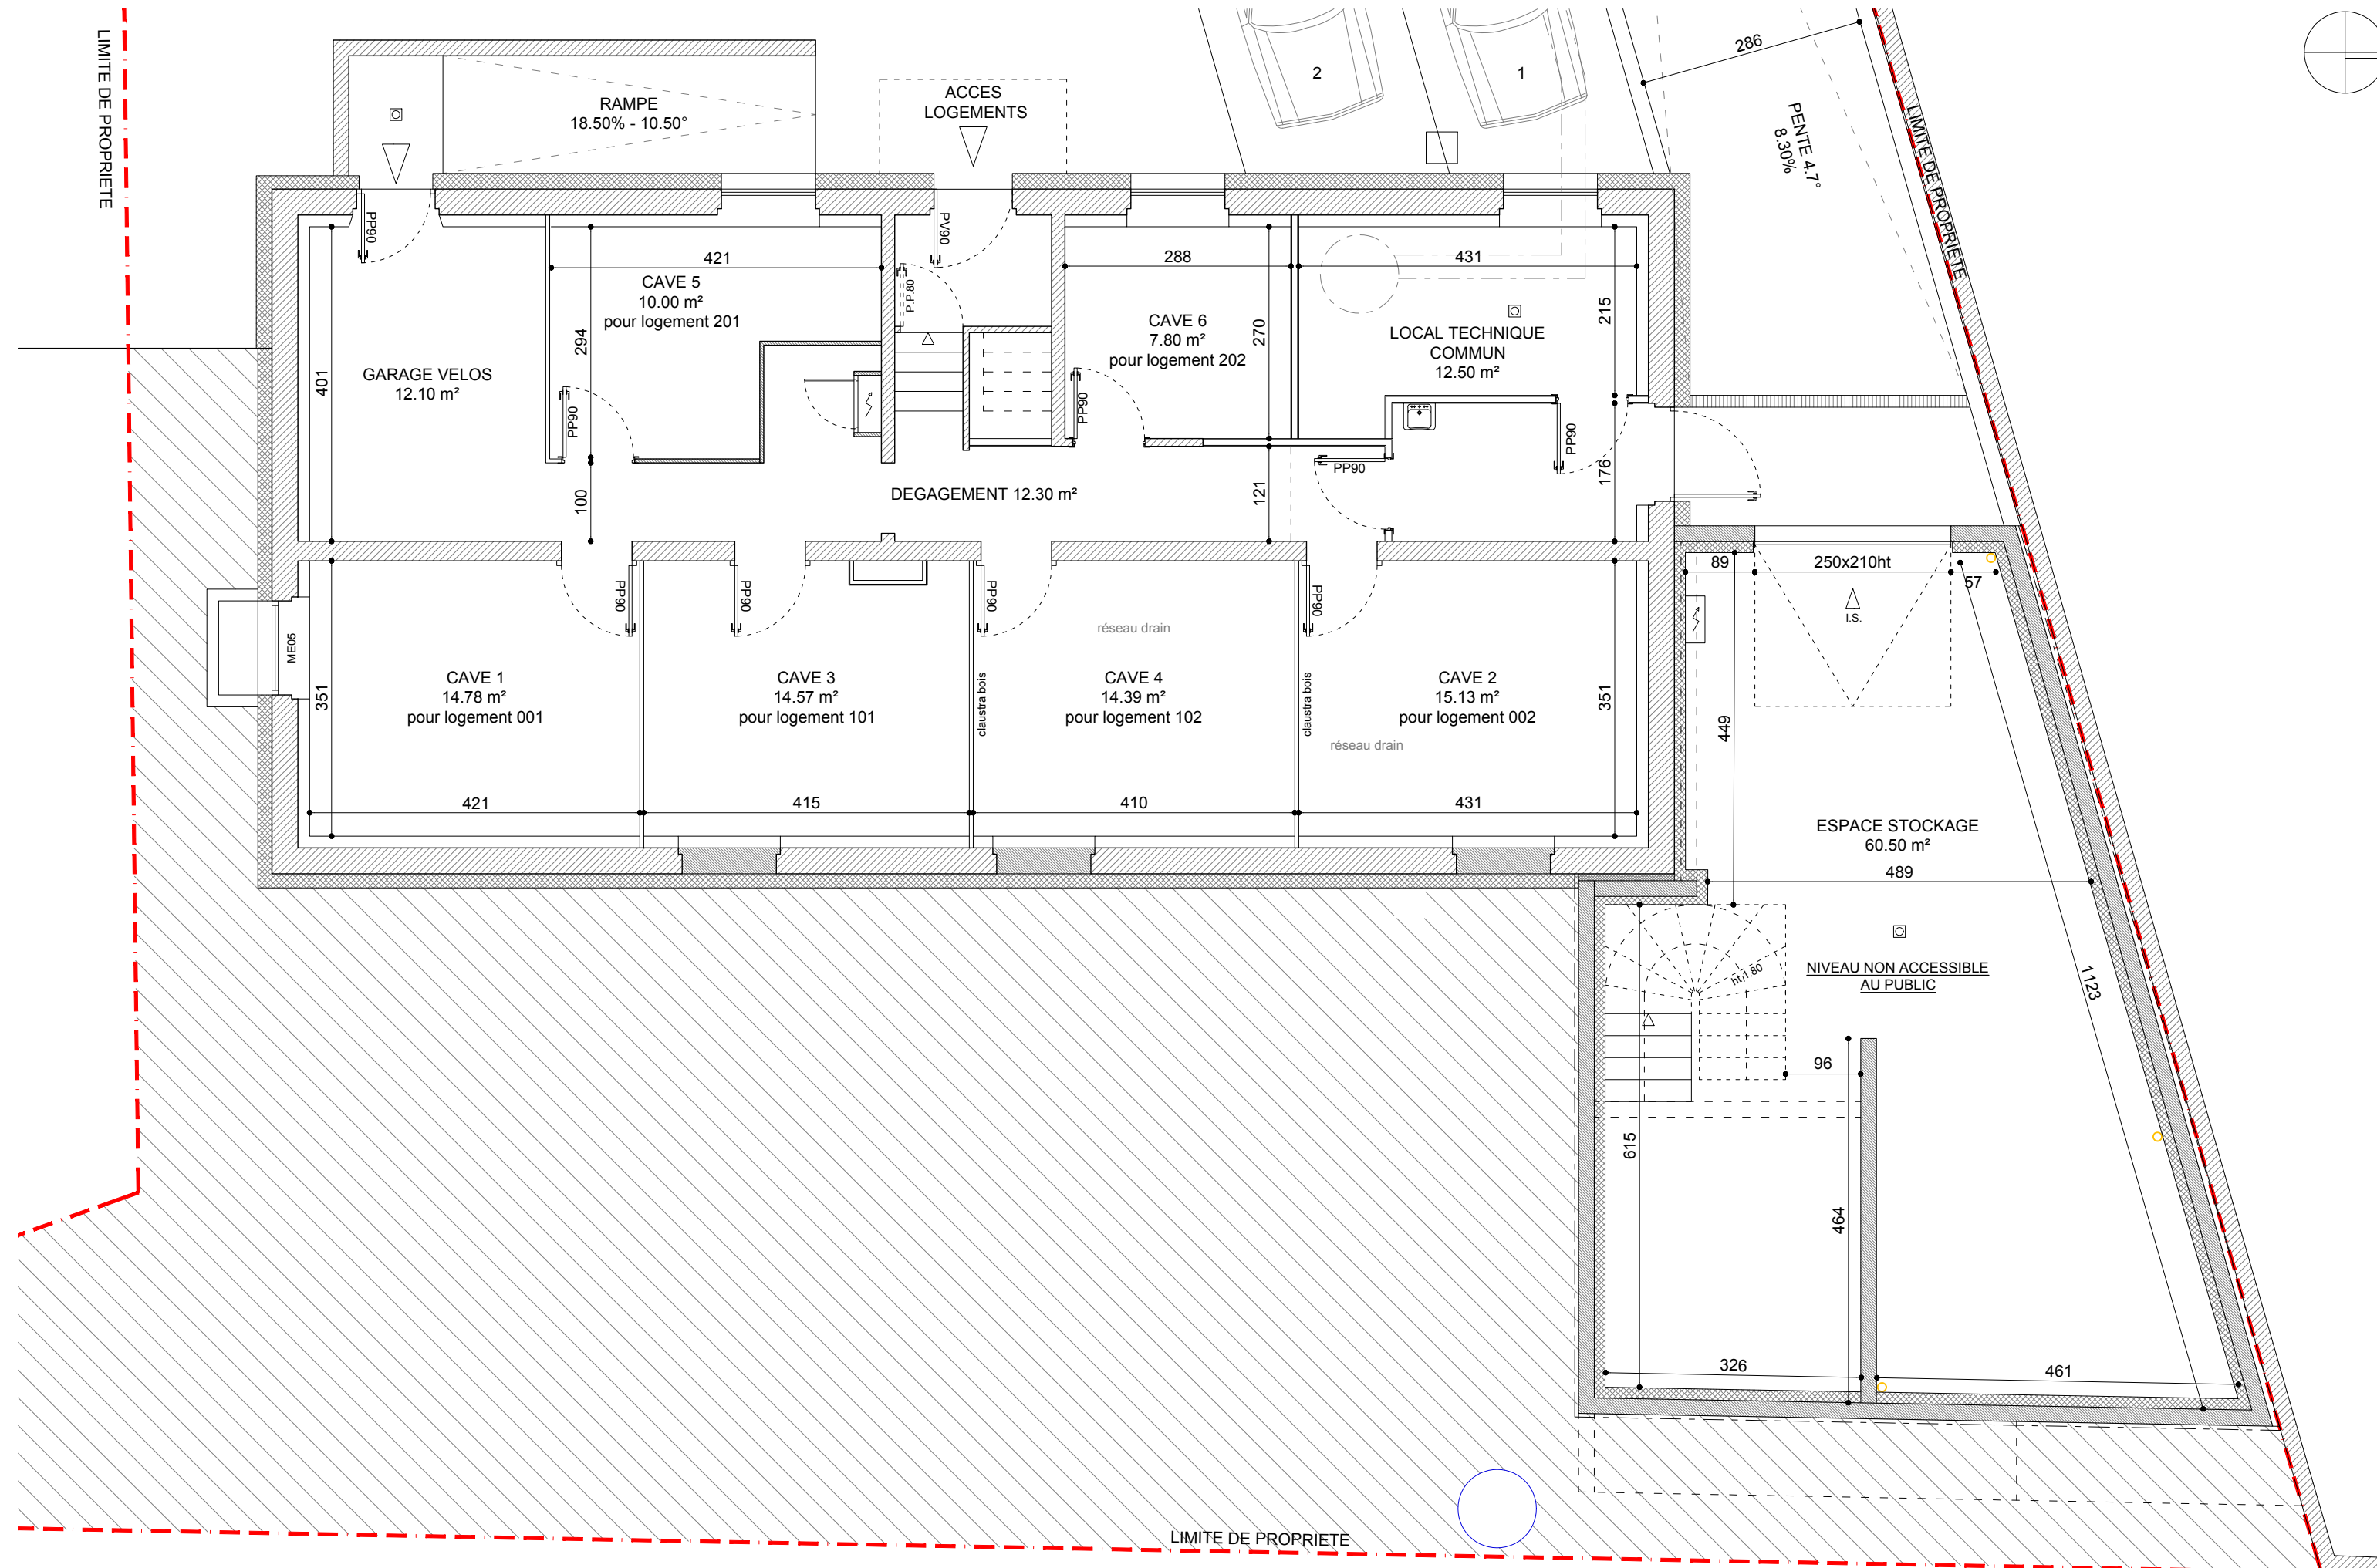 LIMITE DE PROPRIETE
RAMPE
18.50% - 10.50°
ACCES
LOGEMENTS
2
1
286
PENTE 4.7°
8.30%
LIMITE DE PROPRIETE
PP90
PV90
P.P.80
421
CAVE 5
10.00 m²
pour logement 201
294
288
CAVE 6
7.80 m²
pour logement 202
270
431
215
LOCAL TECHNIQUE
COMMUN
12.50 m²
401
GARAGE VELOS
12.10 m²
PP90
PP90
PP90
PP90
100
DEGAGEMENT 12.30 m²
121
176
89
250x210ht
57
I.S.
PP90
PP90
PP90
PP90
ME05
réseau drain
351
CAVE 1
14.78 m²
pour logement 001
CAVE 3
14.57 m²
pour logement 101
claustra bois
CAVE 4
14.39 m²
pour logement 102
claustra bois
CAVE 2
15.13 m²
pour logement 002
351
réseau drain
449
421
415
410
431
ESPACE STOCKAGE
60.50 m²
489
ht.1.80
NIVEAU NON ACCESSIBLE
AU PUBLIC
1123
96
615
464
326
461
LIMITE DE PROPRIETE